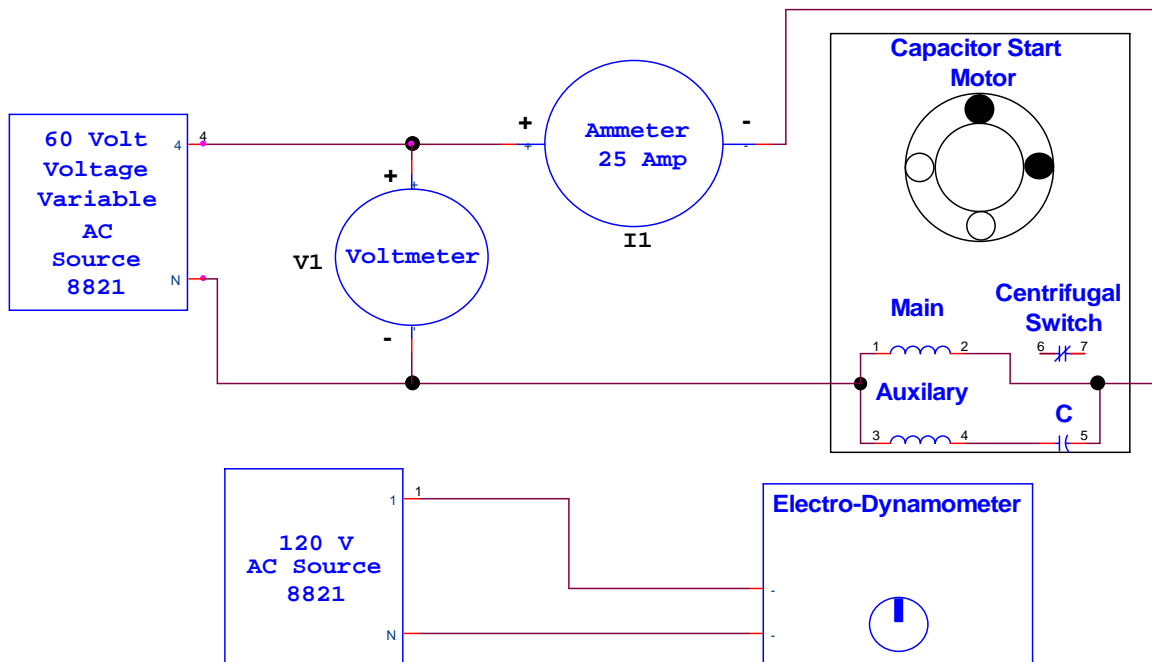 60 Volt
Voltage
Variable
AC
Source
8821
4
4
N
+
V1
Voltmeter
+
+
-
-
+
+
Ammeter
25 Amp
-
-
I1
Capacitor Start
Motor
Main
Centrifugal
Switch
1
2
6
7
Auxilary
C
3
4
5
120 V
AC Source
8821
1
1
N
Electro-Dynamometer
-
-